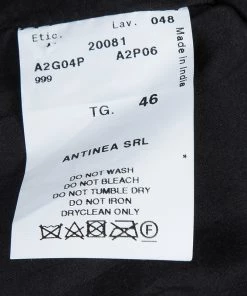 Etic. Lav. 048
20081
A2G04P A2P06
999
TG. 46
ANTINEA SRL
*
DO NOT WASH
DO NOT BLEACH
DO NOT TUMBLE DRY
DO NOT IRON
DRYCLEAN ONLY
F
Made in India